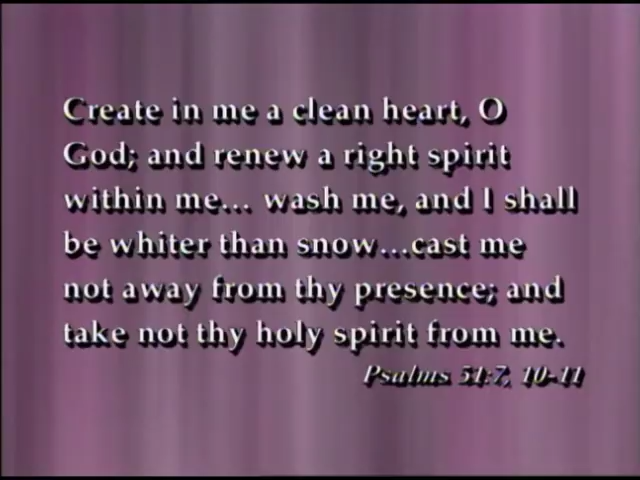 Create in me a clean heart, O
God; and renew a right spirit
within me... wash me, and I shall
be whiter than snow...cast me
not away from thy presence; and
take not thy holy spirit from me.
Psalms 51:7, 10-11